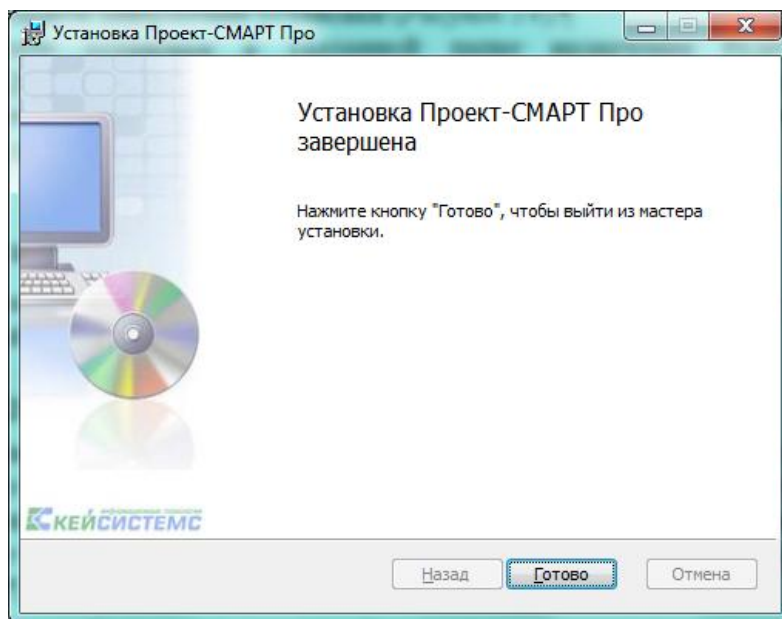 Установка Проект-СМАРТ Про
Установка Проект-СМАРТ Про
завершена
Нажмите кнопку "Готово", чтобы выйти из мастера
установки.
КЕЙСИСТЕМС
Назад
Готово
Отмена